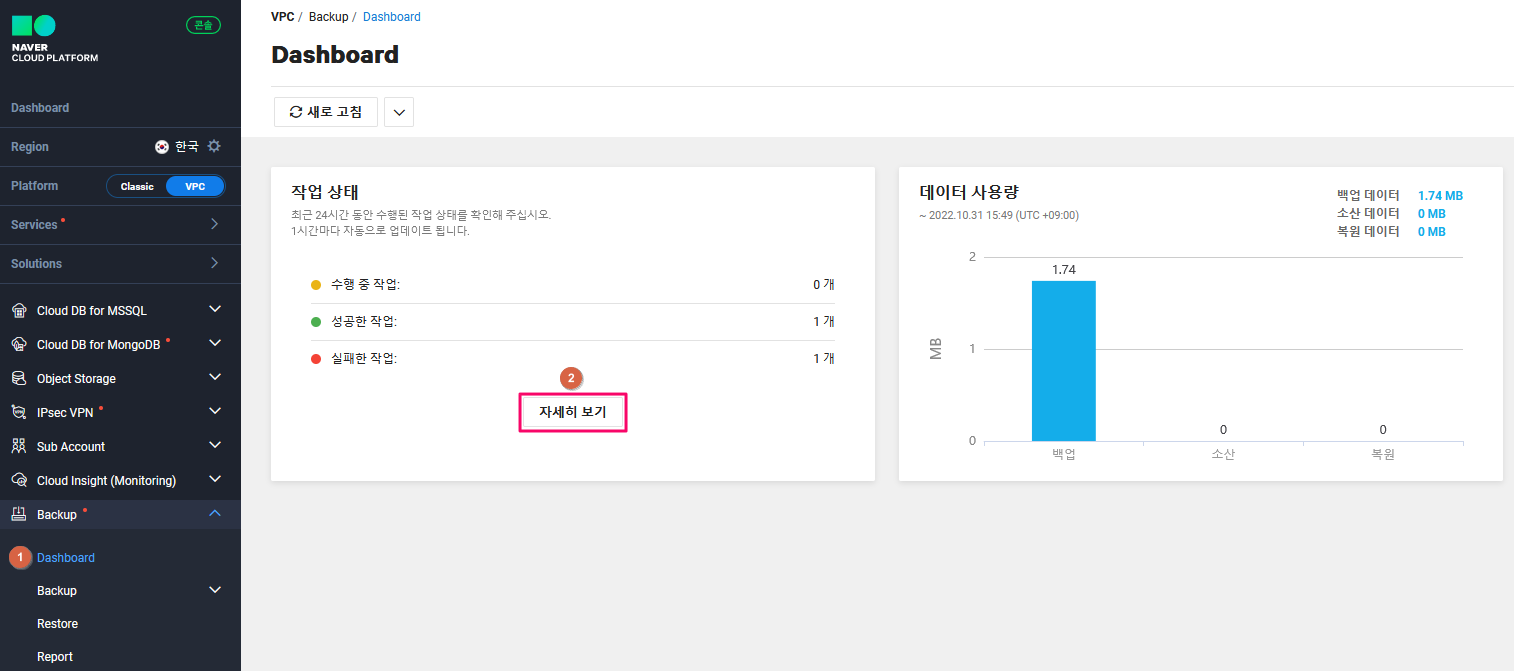 콘솔
NAVER
CLOUD PLATFORM
Dashboard
Region 한국
Platform Classic VPC
Services
Solutions
Cloud DB for MSSQL
Cloud DB for MongoDB
Object Storage
IPsec VPN
Sub Account
Cloud Insight (Monitoring)
Backup
1 Dashboard
Backup
Restore
Report
VPC / Backup / Dashboard
Dashboard
새로 고침
작업 상태
최근 24시간 동안 수행된 작업 상태를 확인해 주십시오.
1시간마다 자동으로 업데이트 됩니다.
수행 중 작업: 0 개
성공한 작업: 1 개
실패한 작업: 1 개
2
자세히 보기
데이터 사용량
~ 2022.10.31 15:49 (UTC +09:00)
백업 데이터 1.74 MB
소산 데이터 0 MB
복원 데이터 0 MB
2
1.74
MB
1
0 0
0
백업 소산 복원